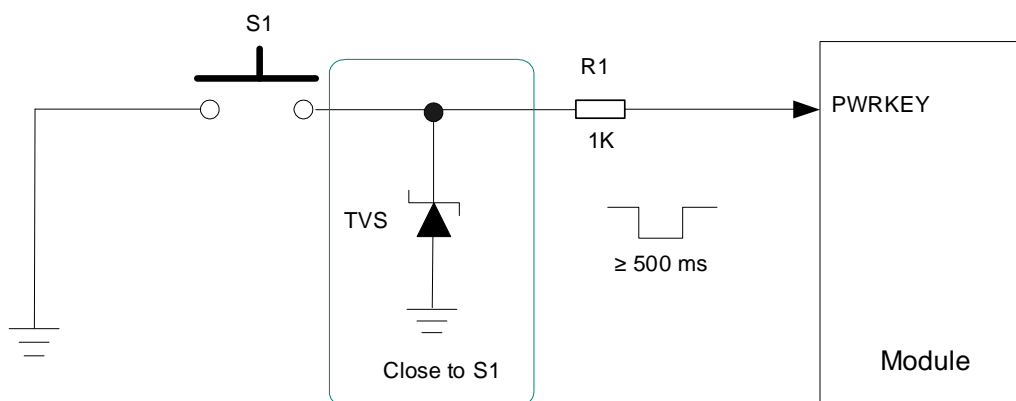 S1
R1
PWRKEY
1K
TVS
≥ 500 ms
Close to S1
Module